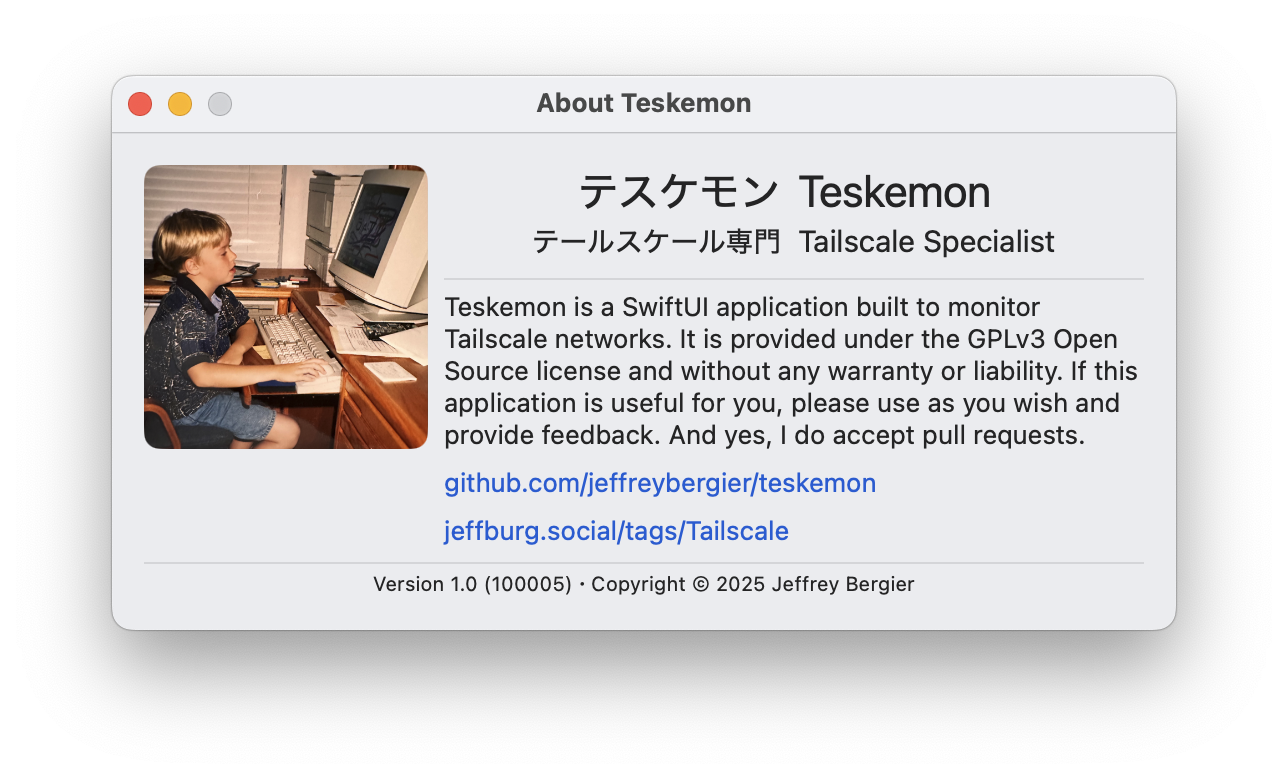 About Teskemon
テスケモン Teskemon
テールスケール専門 Tailscale Specialist
Teskemon is a SwiftUI application built to monitor
Tailscale networks. It is provided under the GPLv3 Open
Source license and without any warranty or liability. If this
application is useful for you, please use as you wish and
provide feedback. And yes, I do accept pull requests.
github.com/jeffreybergier/teskemon
jeffburg.social/tags/Tailscale
Version 1.0 (100005) • Copyright © 2025 Jeffrey Bergier